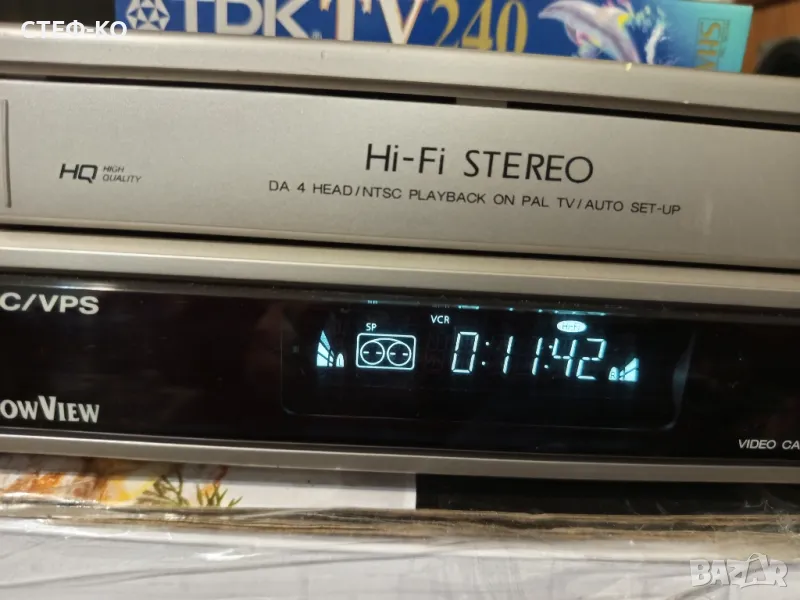 СТЕФ-КО
TDK TV 240
VHS
Hi-Fi STEREO
HQ HIGH QUALITY
DA 4 HEAD/NTSC PLAYBACK ON PAL TV/AUTO SET-UP
C/VPS
SP
VCR
Hi-Fi
0:11:42
OWVIEW
VIDEO CA
BAZAR